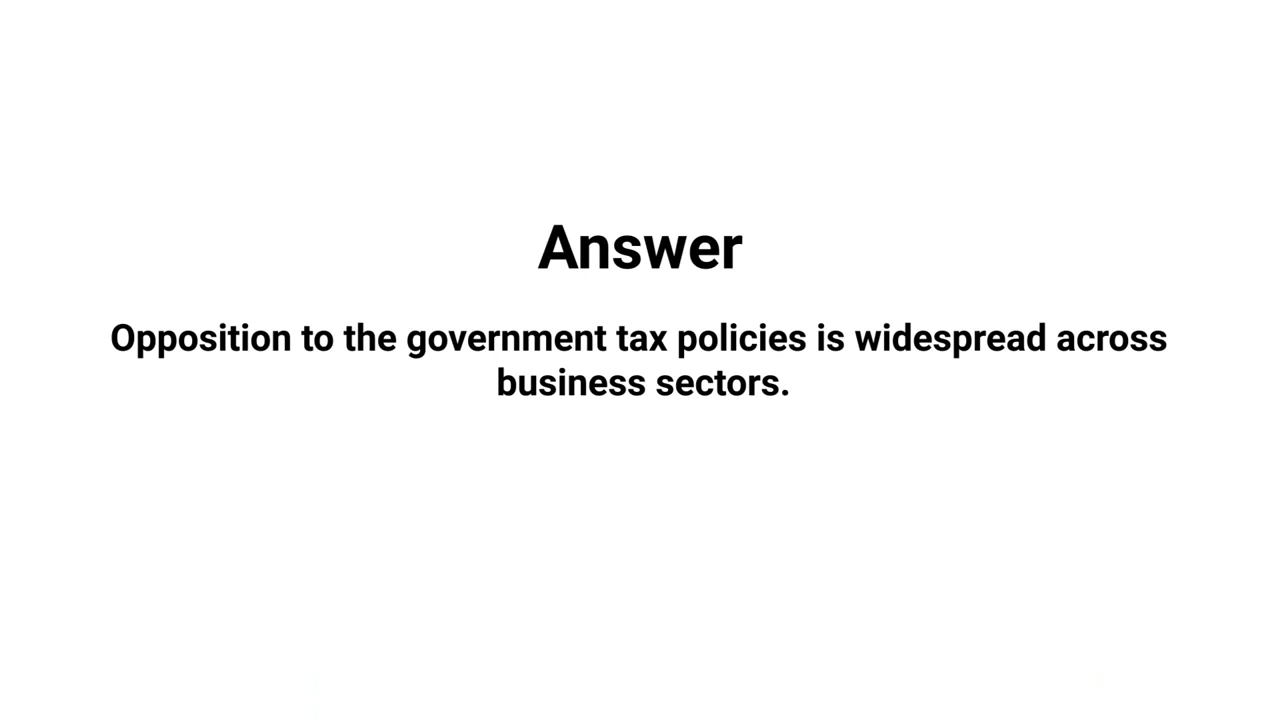 Answer
Opposition to the government tax policies is widespread across
business sectors.